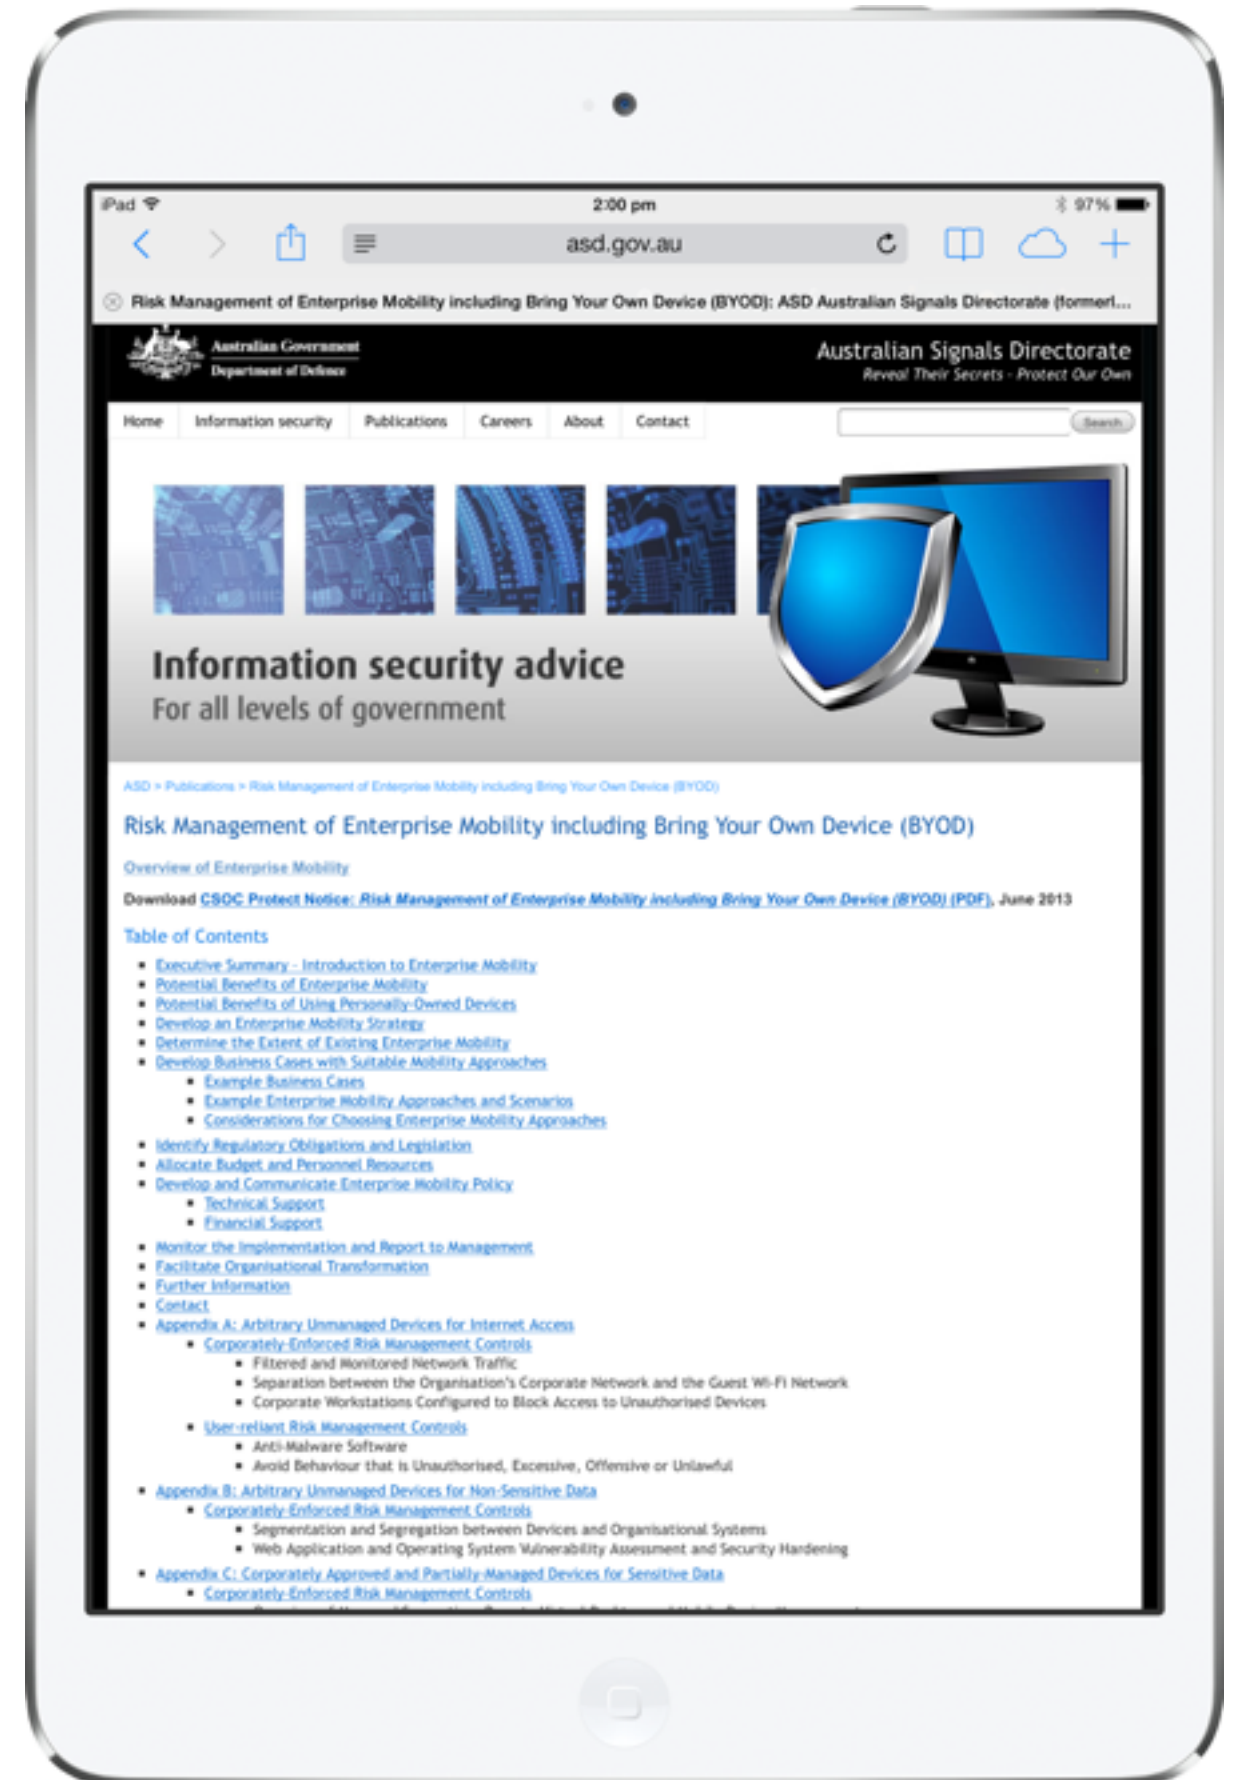 iPad 2:00 pm 97%
asd.gov.au
Risk Management of Enterprise Mobility including Bring Your Own Device (BYOD): ASD Australian Signals Directorate (formerl...
Australian Government
Department of Defence
Australian Signals Directorate
Reveal Their Secrets - Protect Our Own
Home Information security Publications Careers About Contact Search
Information security advice
For all levels of government
ASD > Publications > Risk Management of Enterprise Mobility including Bring Your Own Device (BYOD)
Risk Management of Enterprise Mobility including Bring Your Own Device (BYOD)
Overview of Enterprise Mobility
Download CSOC Protect Notice: Risk Management of Enterprise Mobility including Bring Your Own Device (BYOD) (PDF), June 2013
Table of Contents
Executive Summary - Introduction to Enterprise Mobility
Potential Benefits of Enterprise Mobility
Potential Benefits of Using Personally-Owned Devices
Develop an Enterprise Mobility Strategy
Determine the Extent of Existing Enterprise Mobility
Develop Business Cases with Suitable Mobility Approaches
Example Business Cases
Example Enterprise Mobility Approaches and Scenarios
Considerations for Choosing Enterprise Mobility Approaches
Identify Regulatory Obligations and Legislation
Allocate Budget and Personnel Resources
Develop and Communicate Enterprise Mobility Policy
Technical Support
Financial Support
Monitor the Implementation and Report to Management
Facilitate Organisational Transformation
Further Information
Contact
Appendix A: Arbitrary Unmanaged Devices for Internet Access
Corporately-Enforced Risk Management Controls
Filtered and Monitored Network Traffic
Separation between the Organisation's Corporate Network and the Guest Wi-Fi Network
Corporate Workstations Configured to Block Access to Unauthorised Devices
User-reliant Risk Management Controls
Anti-Malware Software
Avoid Behaviour that is Unauthorised, Excessive, Offensive or Unlawful
Appendix B: Arbitrary Unmanaged Devices for Non-Sensitive Data
Corporately-Enforced Risk Management Controls
Segmentation and Segregation between Devices and Organisational Systems
Web Application and Operating System Vulnerability Assessment and Security Hardening
Appendix C: Corporately Approved and Partially-Managed Devices for Sensitive Data
Corporately-Enforced Risk Management Controls